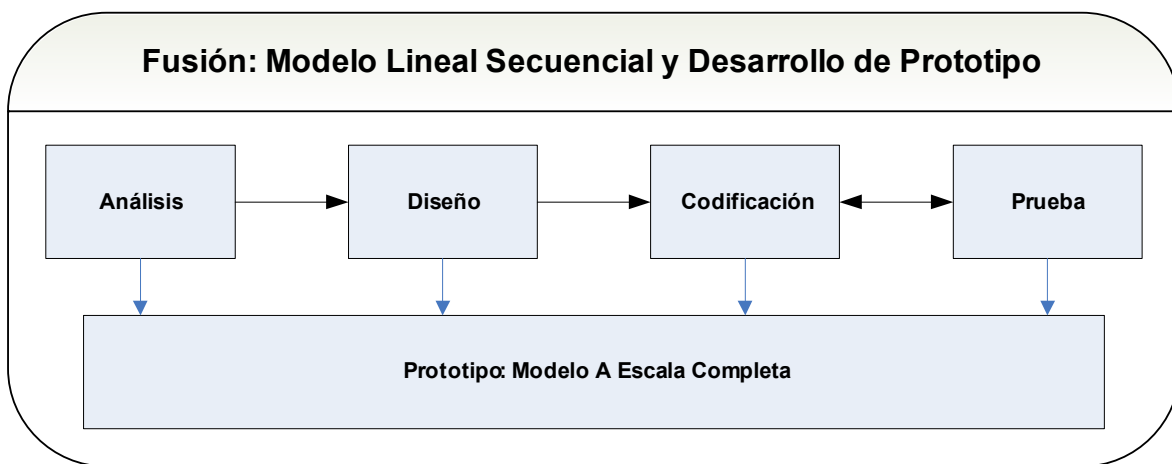 Fusión: Modelo Lineal Secuencial y Desarrollo de Prototipo
Análisis
Diseño
Codificación
Prueba
Prototipo: Modelo A Escala Completa